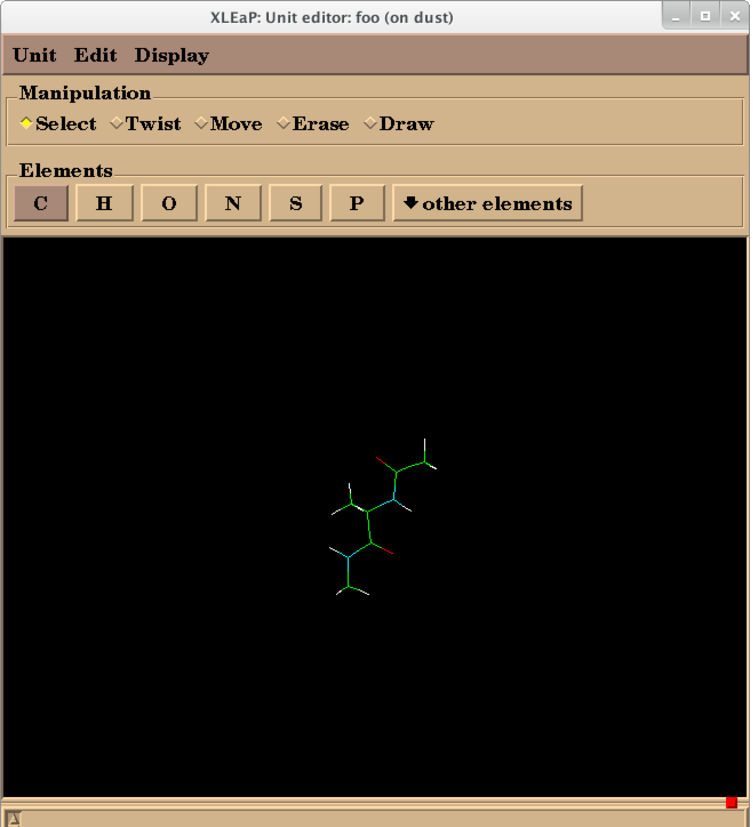 XLEaP: Unit editor: foo (on dust)
Unit Edit Display
Manipulation
Select Twist Move Erase Draw
Elements
C H O N S P other elements
A